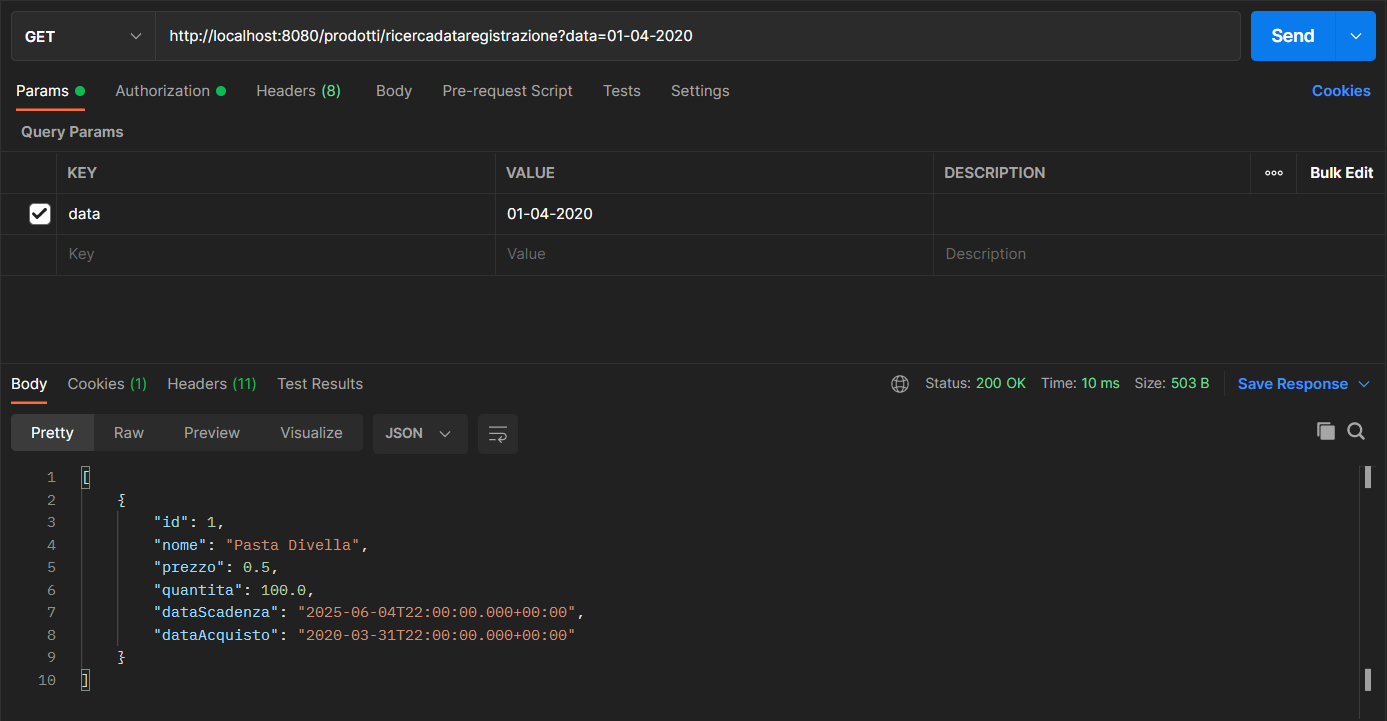 GET http://localhost:8080/prodotti/ricercadataregistrazione?data=01-04-2020 Send
Params Authorization Headers (8) Body Pre-request Script Tests Settings Cookies
Query Params
KEY VALUE DESCRIPTION ooo Bulk Edit
data 01-04-2020
Key Value Description
Body Cookies (1) Headers (11) Test Results Status: 200 OK Time: 10 ms Size: 503 B Save Response
Pretty Raw Preview Visualize JSON
1 [
2 {
3 "id": 1,
4 "nome": "Pasta Divella",
5 "prezzo": 0.5,
6 "quantita": 100.0,
7 "dataScadenza": "2025-06-04T22:00:00.000+00:00",
8 "dataAcquisto": "2020-03-31T22:00:00.000+00:00"
9 }
10 ]